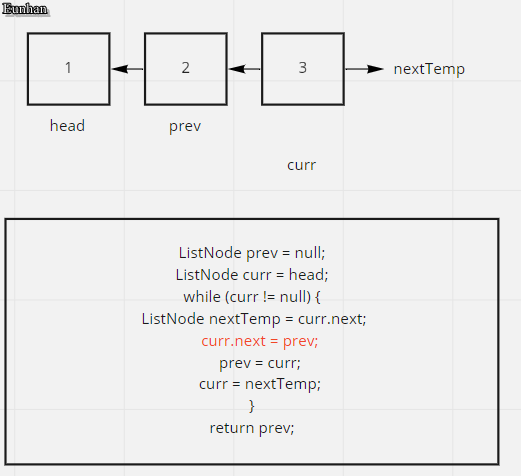 Eunhan
1 2 3 nextTemp
head prev
curr
ListNode prev = null;
ListNode curr = head;
while (curr != null) {
ListNode nextTemp = curr.next;
curr.next = prev;
prev = curr;
curr = nextTemp;
}
return prev;